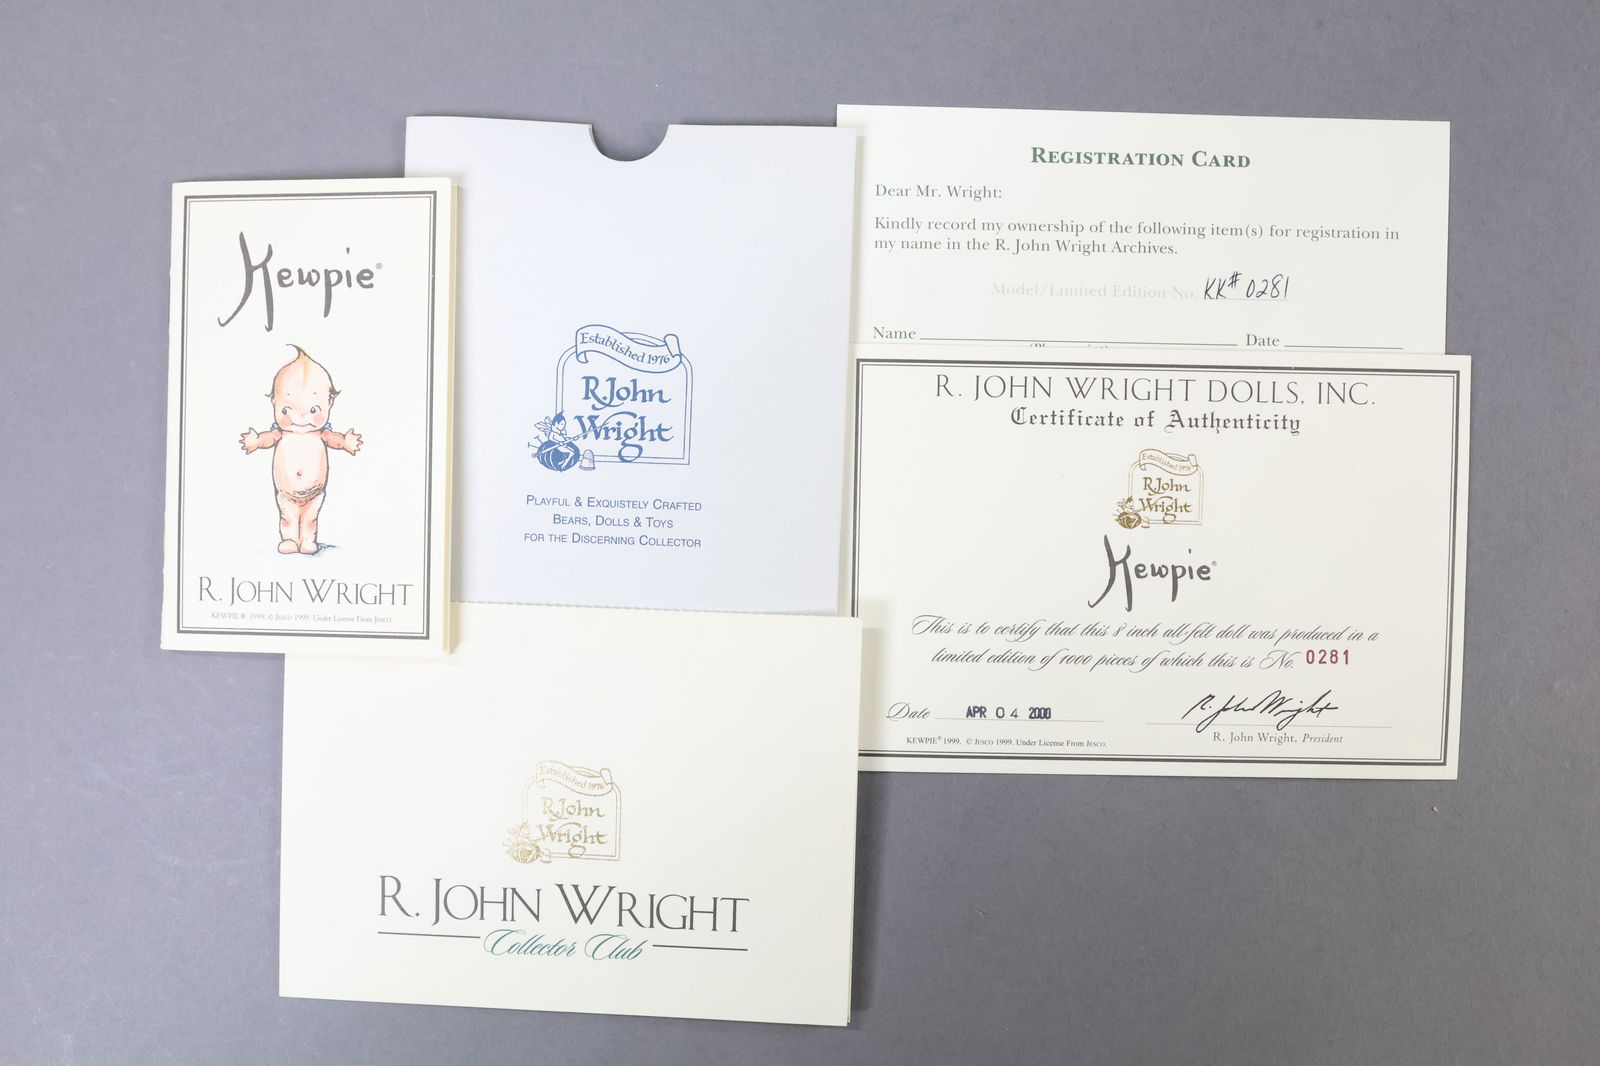 Kewpie®
R. JOHN WRIGHT
KEWPIE® 1999. © JESCO 1999. Under License From JESCO.
Established 1976
R. John
Wright
PLAYFUL & EXQUISTELY CRAFTED
BEARS, DOLLS & TOYS
FOR THE DISCERNING COLLECTOR
REGISTRATION CARD
Dear Mr. Wright:
Kindly record my ownership of the following item(s) for registration in
my name in the R. John Wright Archives.
Model/Limited Edition No. KK# 0281
Name Date
R. JOHN WRIGHT DOLLS, INC.
Certificate of Authenticity
Established 1976
R. John
Wright
Kewpie®
This is to certify that this 8 inch all-felt doll was produced in a
limited edition of 1000 pieces of which this is No. 0281
Date APR 04 2000
R. John Wright
R. John Wright, President
KEWPIE® 1999. © JESCO 1999. Under License From JESCO.
Established 1976
R. John
Wright
R. JOHN WRIGHT
Collector Club